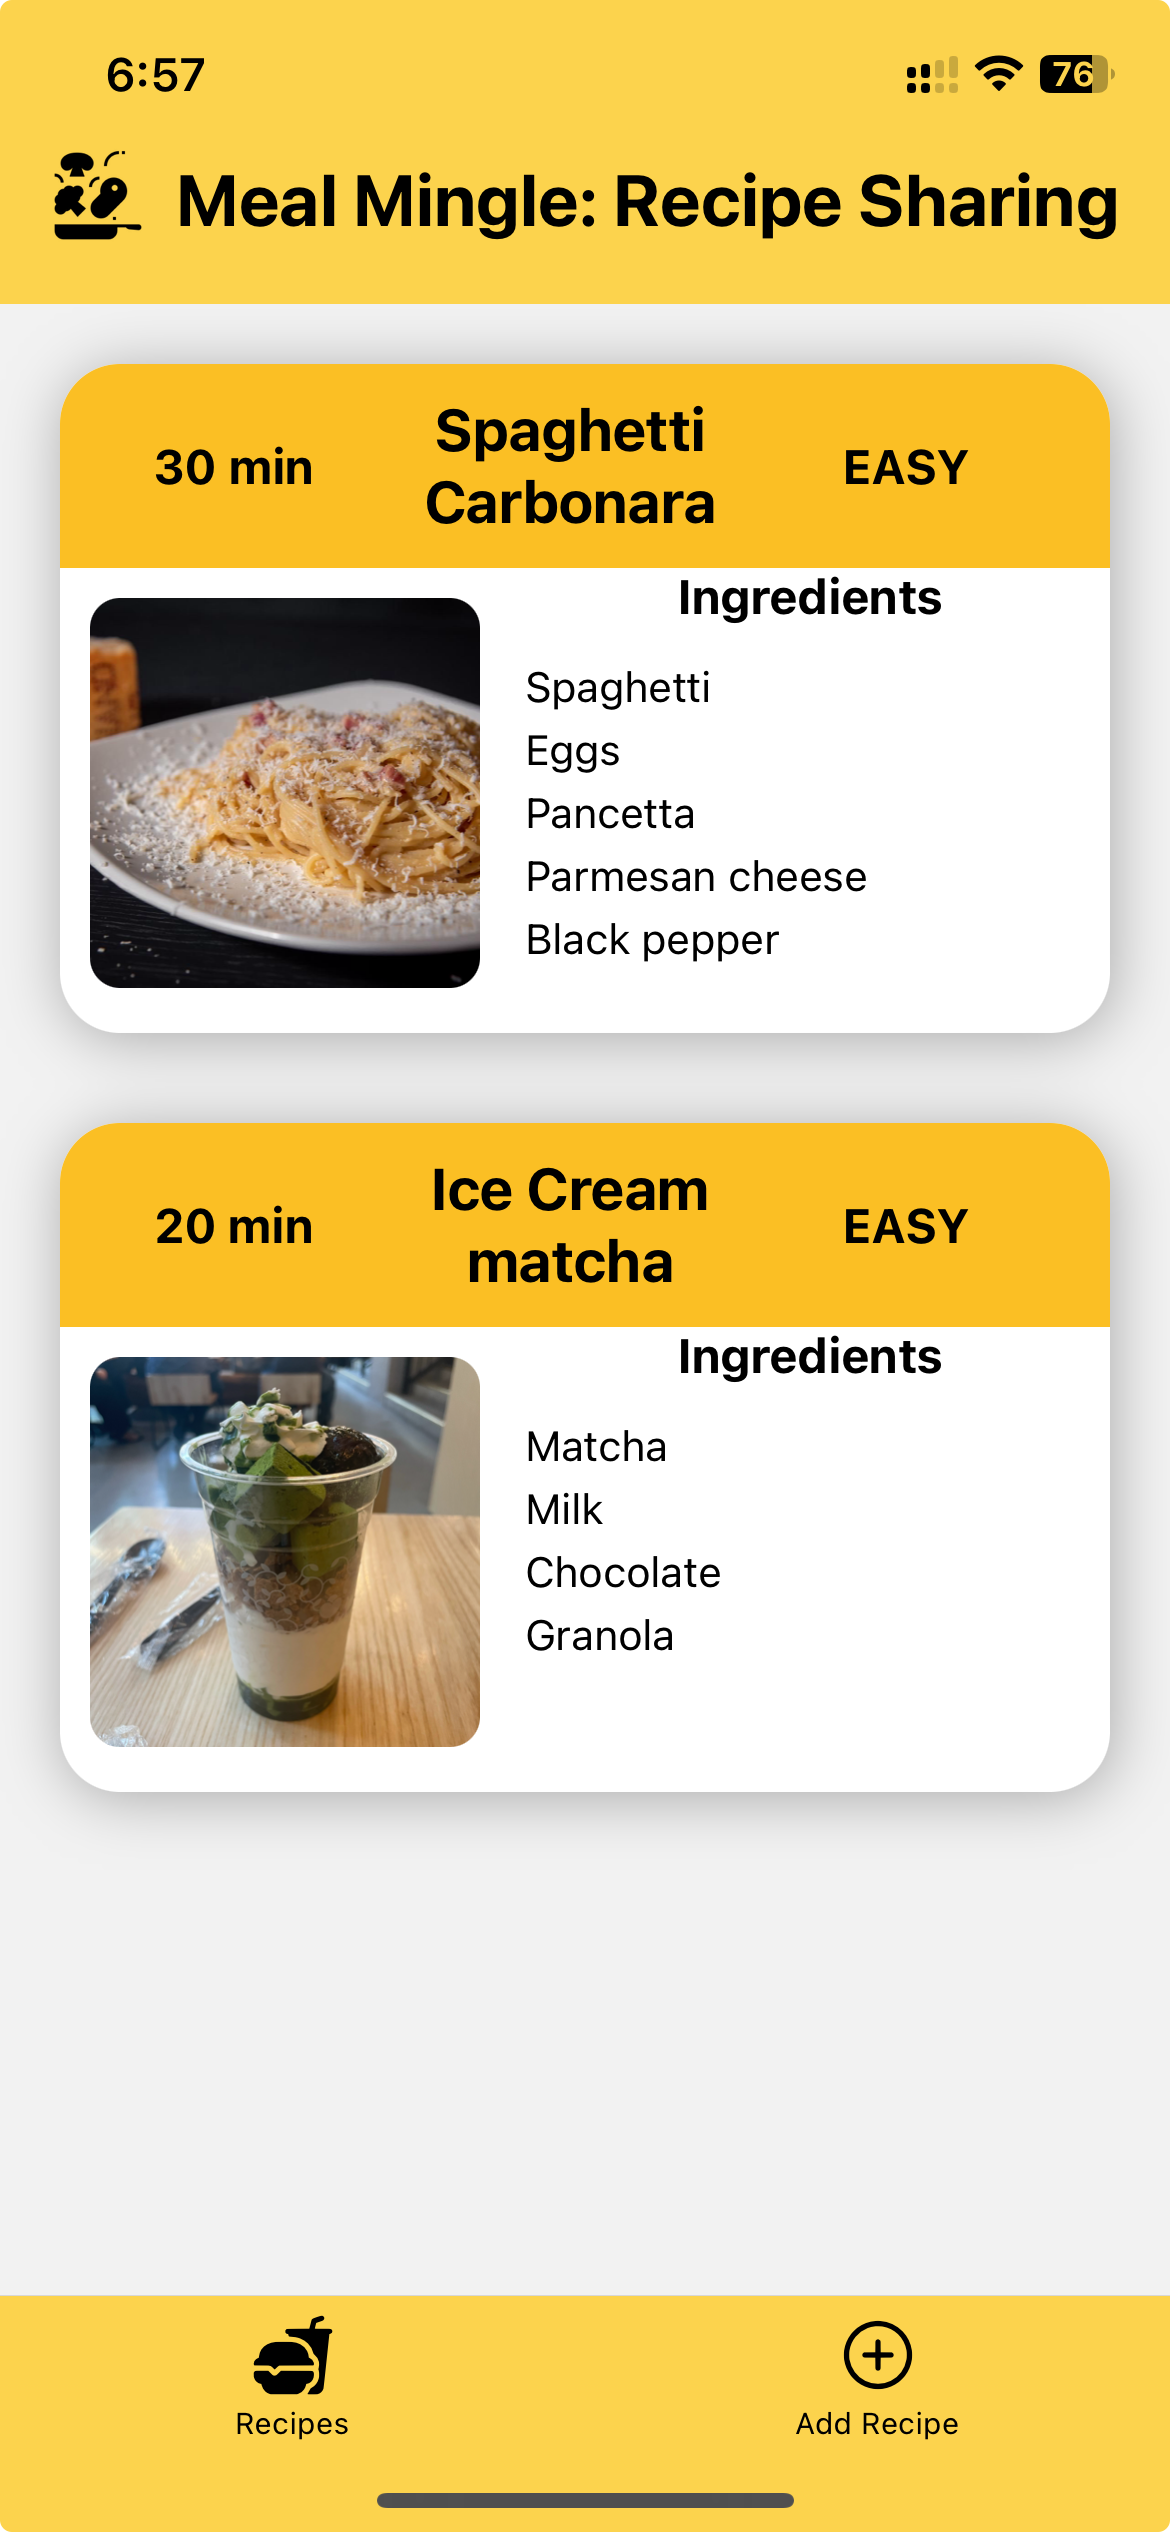 6:57
76
Meal Mingle: Recipe Sharing
30 min
Spaghetti
Carbonara
EASY
Ingredients
Spaghetti
Eggs
Pancetta
Parmesan cheese
Black pepper
20 min
Ice Cream
matcha
EASY
Ingredients
Matcha
Milk
Chocolate
Granola
Recipes
Add Recipe